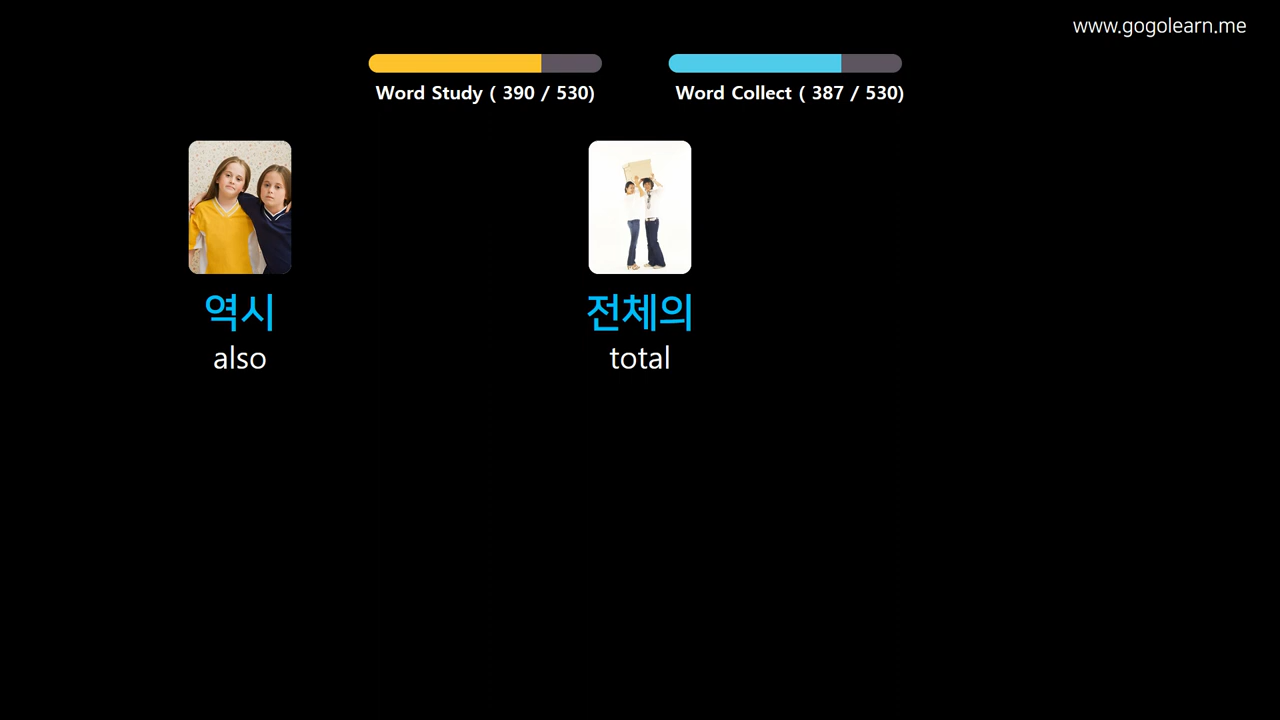 www.gogolearn.me
Word Study ( 390 / 530)
Word Collect ( 387 / 530)
역시
also
전체의
total